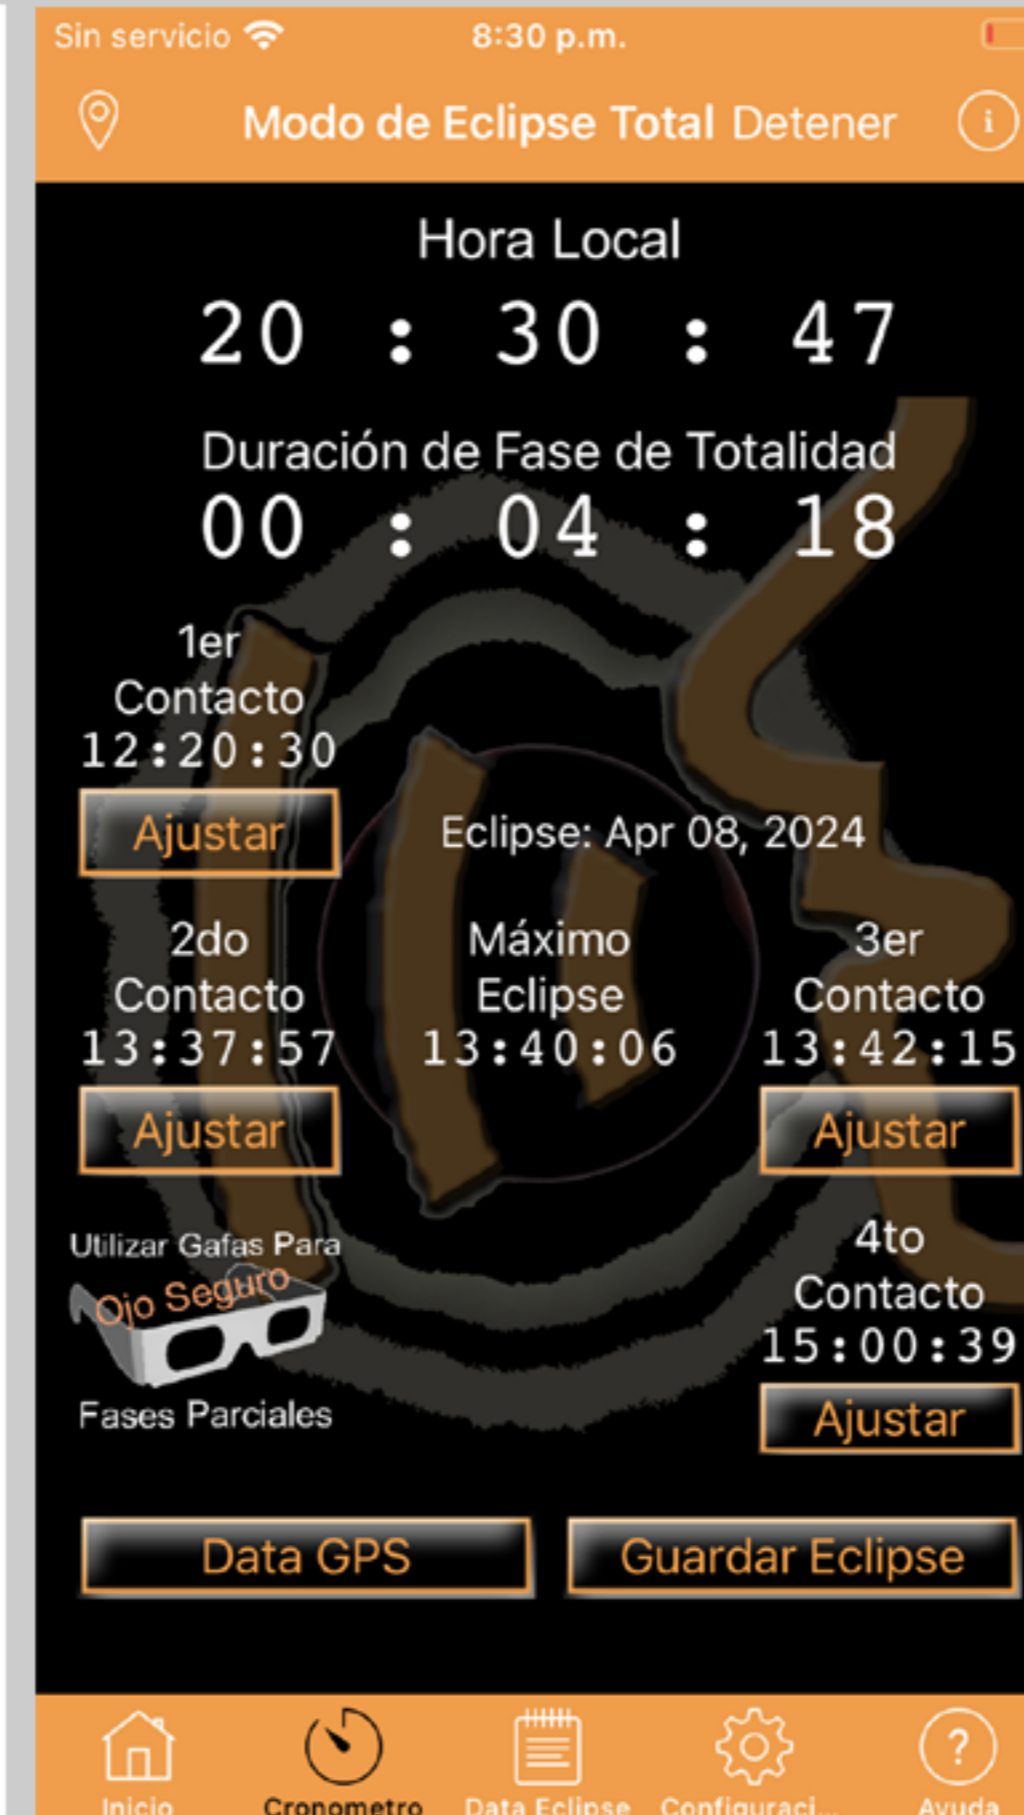 Sin servicio 8:30 p.m.
Modo de Eclipse Total Detener
Hora Local
20 : 30 : 47
Duración de Fase de Totalidad
00 : 04 : 18
1er
Contacto
12:20:30
Ajustar
Eclipse: Apr 08, 2024
2do
Contacto
13:37:57
Ajustar
Máximo
Eclipse
13:40:06
3er
Contacto
13:42:15
Ajustar
Utilizar Gafas Para
Ojo Seguro
Fases Parciales
4to
Contacto
15:00:39
Ajustar
Data GPS Guardar Eclipse
Inicio Cronometro Data Eclipse Configuraci... Ayuda